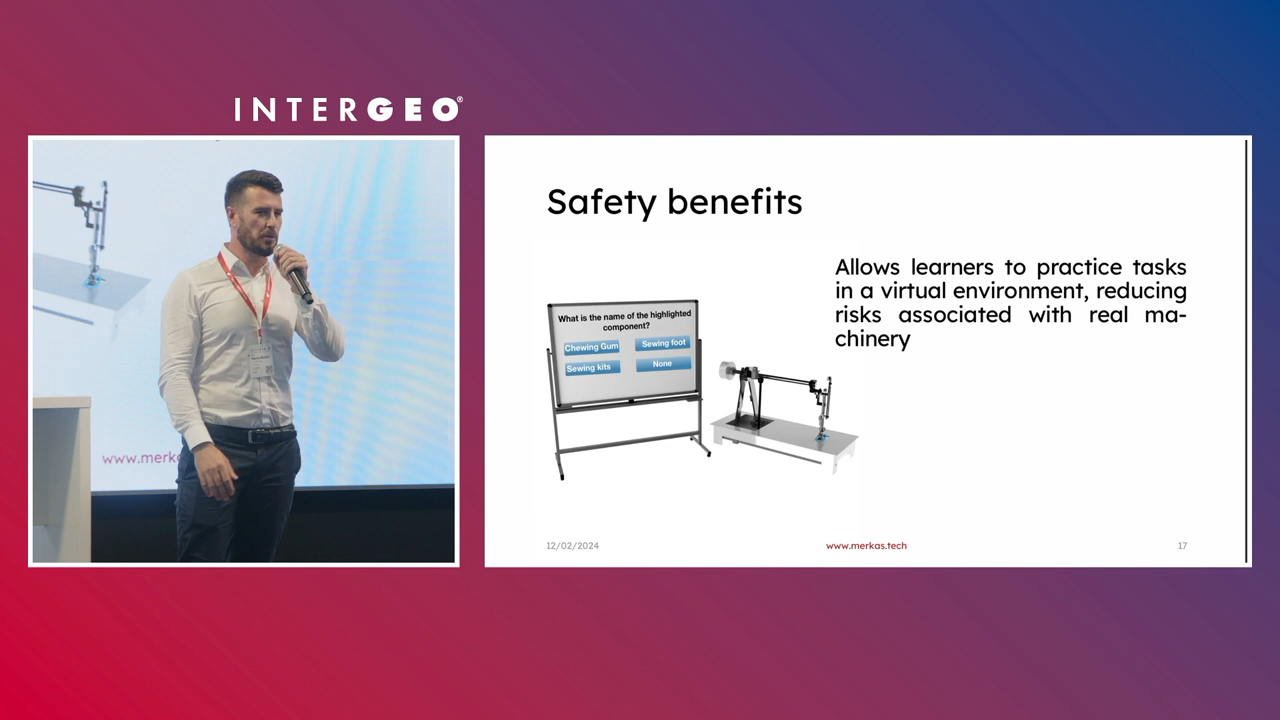 INTERGEO®
www.merk
Safety benefits
Allows learners to practice tasks
in a virtual environment, reducing
risks associated with real ma-
chinery
What is the name of the highlighted
component?
Chewing Gum
Sewing foot
Sewing kits
None
12/02/2024
www.merkas.tech
17